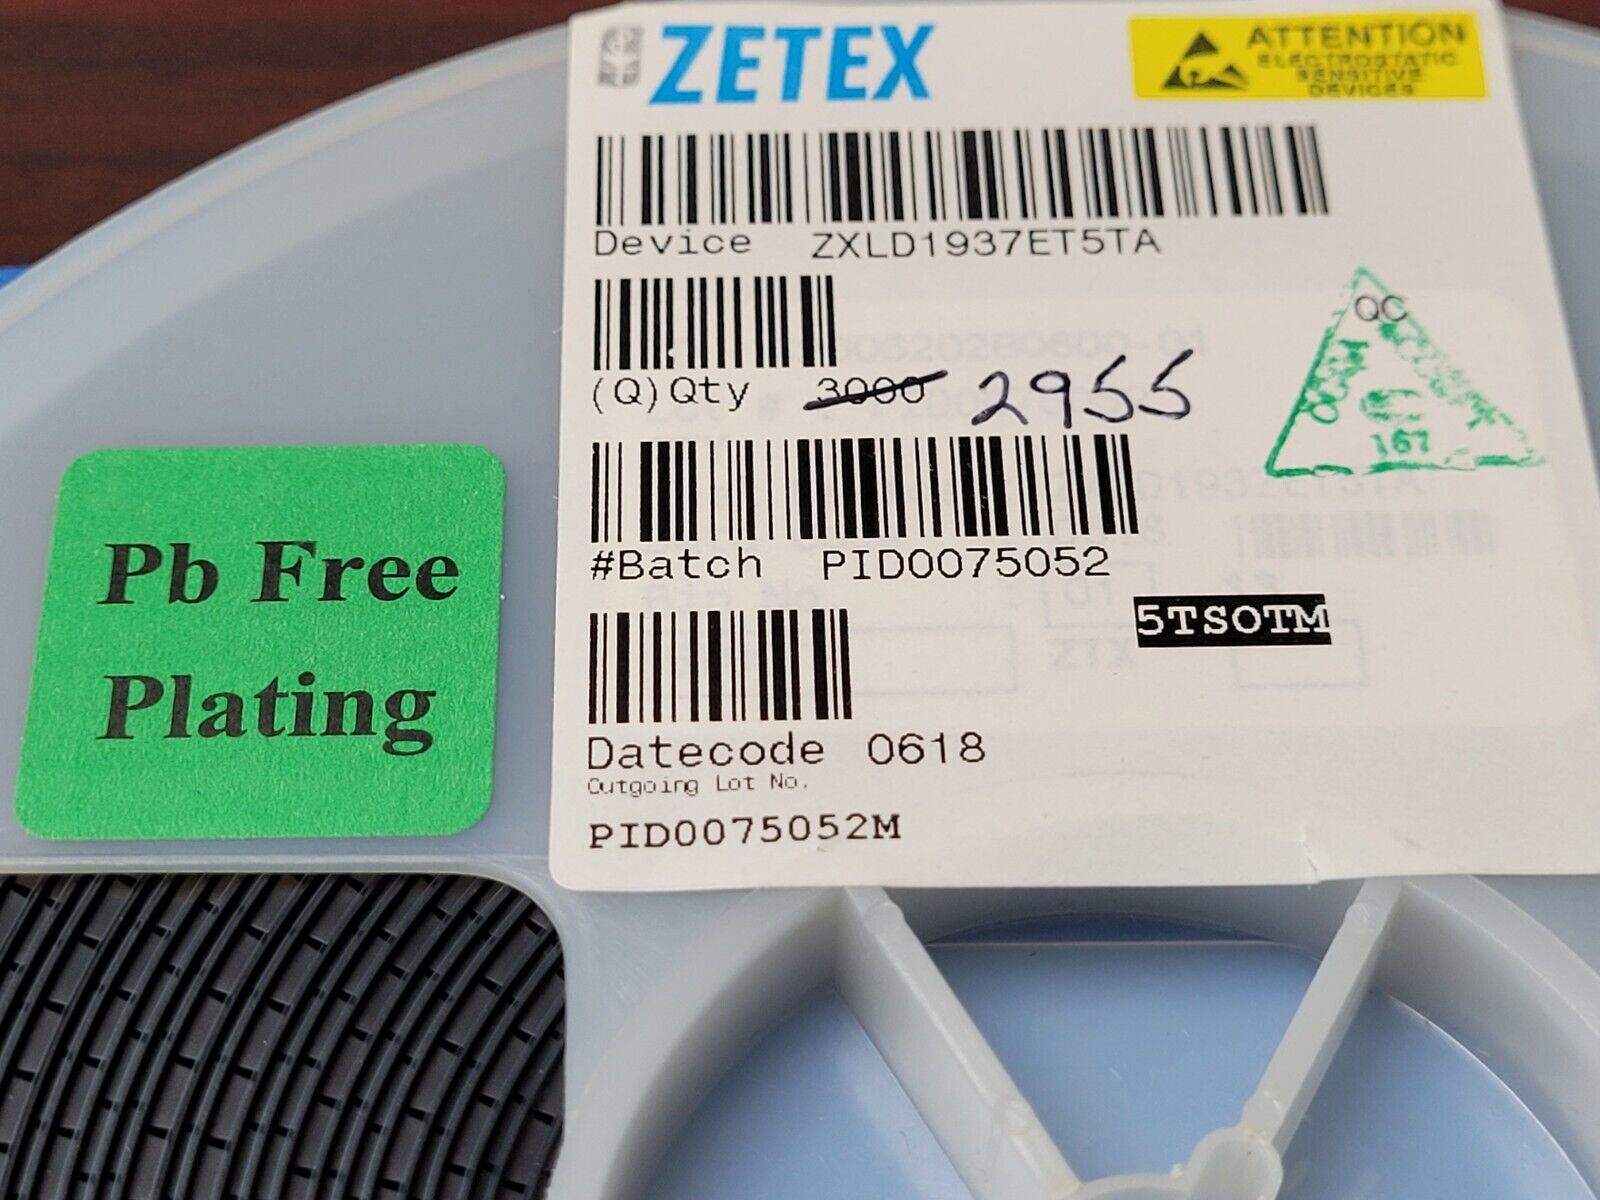 ZETEX
ATTENTION
ELECTROSTATIC
SENSITIVE
DEVICES
Device ZXLD1937ET5TA
(Q)Qty 3000 2955
QC
167
#Batch PID0075052
5TSOTM
Datecode 0618
Outgoing Lot No.
PID0075052M
Pb Free
Plating